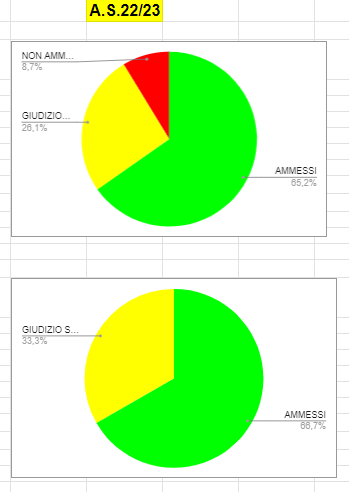 A.S.22/23
NON AMM...
8,7%
GIUDIZIO...
26,1%
AMMESSI
65,2%
GIUDIZIO S...
33,3%
AMMESSI
66,7%